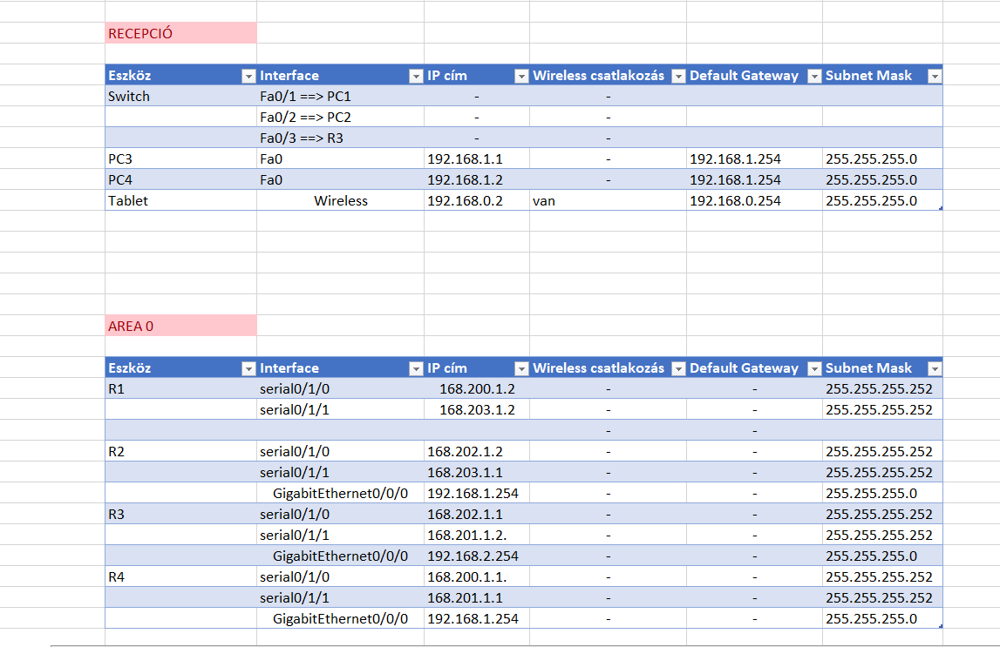 RECEPCIÓ
Eszköz Interface IP cím Wireless csatlakozás Default Gateway Subnet Mask
Switch Fa0/1 ==> PC1 - -
Fa0/2 ==> PC2 - -
Fa0/3 ==> R3 - -
PC3 Fa0 192.168.1.1 - 192.168.1.254 255.255.255.0
PC4 Fa0 192.168.1.2 - 192.168.1.254 255.255.255.0
Tablet Wireless 192.168.0.2 van 192.168.0.254 255.255.255.0
AREA 0
Eszköz Interface IP cím Wireless csatlakozás Default Gateway Subnet Mask
R1 serial0/1/0 168.200.1.2 - - 255.255.255.252
serial0/1/1 168.203.1.2 - - 255.255.255.252
- -
R2 serial0/1/0 168.202.1.2 - - 255.255.255.252
serial0/1/1 168.203.1.1 - - 255.255.255.252
GigabitEthernet0/0/0 192.168.1.254 - - 255.255.255.0
R3 serial0/1/0 168.202.1.1 - - 255.255.255.252
serial0/1/1 168.201.1.2. - - 255.255.255.252
GigabitEthernet0/0/0 192.168.2.254 - - 255.255.255.0
R4 serial0/1/0 168.200.1.1. - - 255.255.255.252
serial0/1/1 168.201.1.1 - - 255.255.255.252
GigabitEthernet0/0/0 192.168.1.254 - - 255.255.255.0